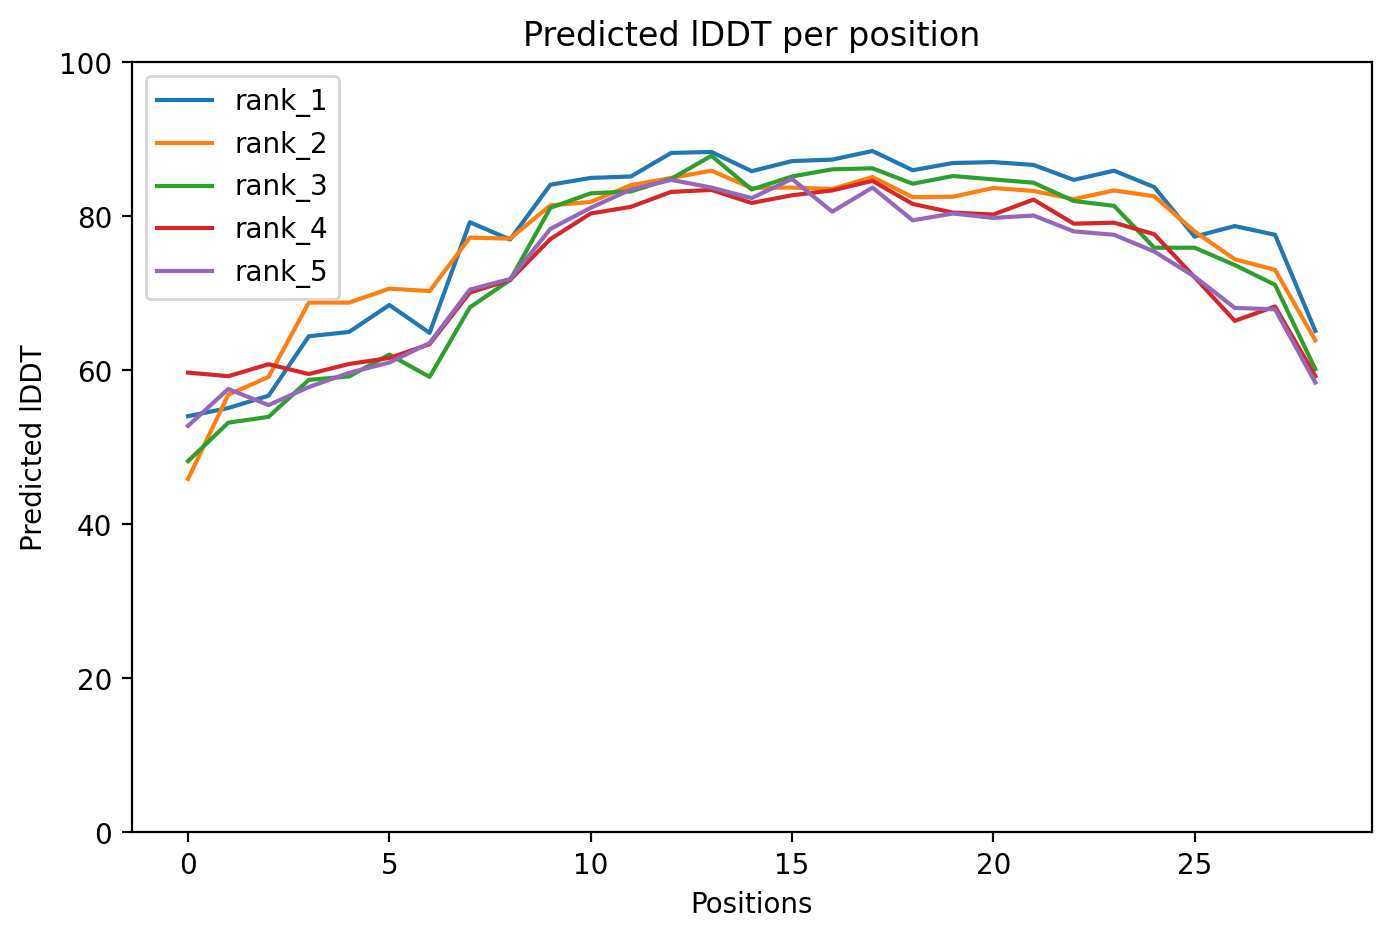 Predicted lDDT per position
100
80
60
40
20
0
Predicted lDDT
rank_1
rank_2
rank_3
rank_4
rank_5
0 5 10 15 20 25
Positions